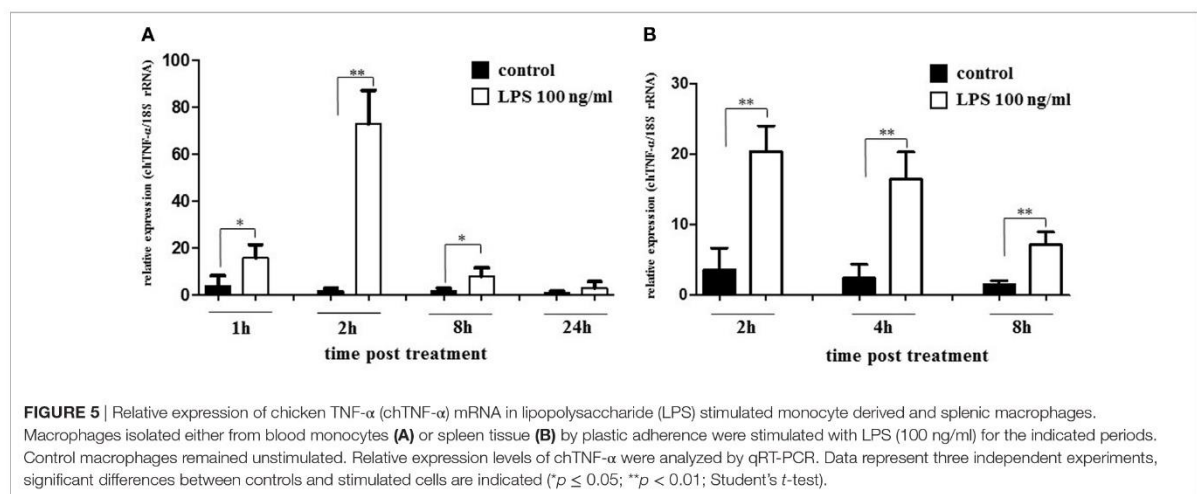 A
relative expression (chTNF-α/18S rRNA)
100
80
60
40
20
0
control
LPS 100 ng/ml
*
**
*
1h 2h 8h 24h
time post treatment
B
relative expression (chTNF-α/18S rRNA)
30
20
10
0
control
LPS 100 ng/ml
**
**
**
2h 4h 8h
time post treatment
FIGURE 5 | Relative expression of chicken TNF-α (chTNF-α) mRNA in lipopolysaccharide (LPS) stimulated monocyte derived and splenic macrophages.
Macrophages isolated either from blood monocytes (A) or spleen tissue (B) by plastic adherence were stimulated with LPS (100 ng/ml) for the indicated periods.
Control macrophages remained unstimulated. Relative expression levels of chTNF-α were analyzed by qRT-PCR. Data represent three independent experiments,
significant differences between controls and stimulated cells are indicated (*p ≤ 0.05; **p < 0.01; Student's t-test).